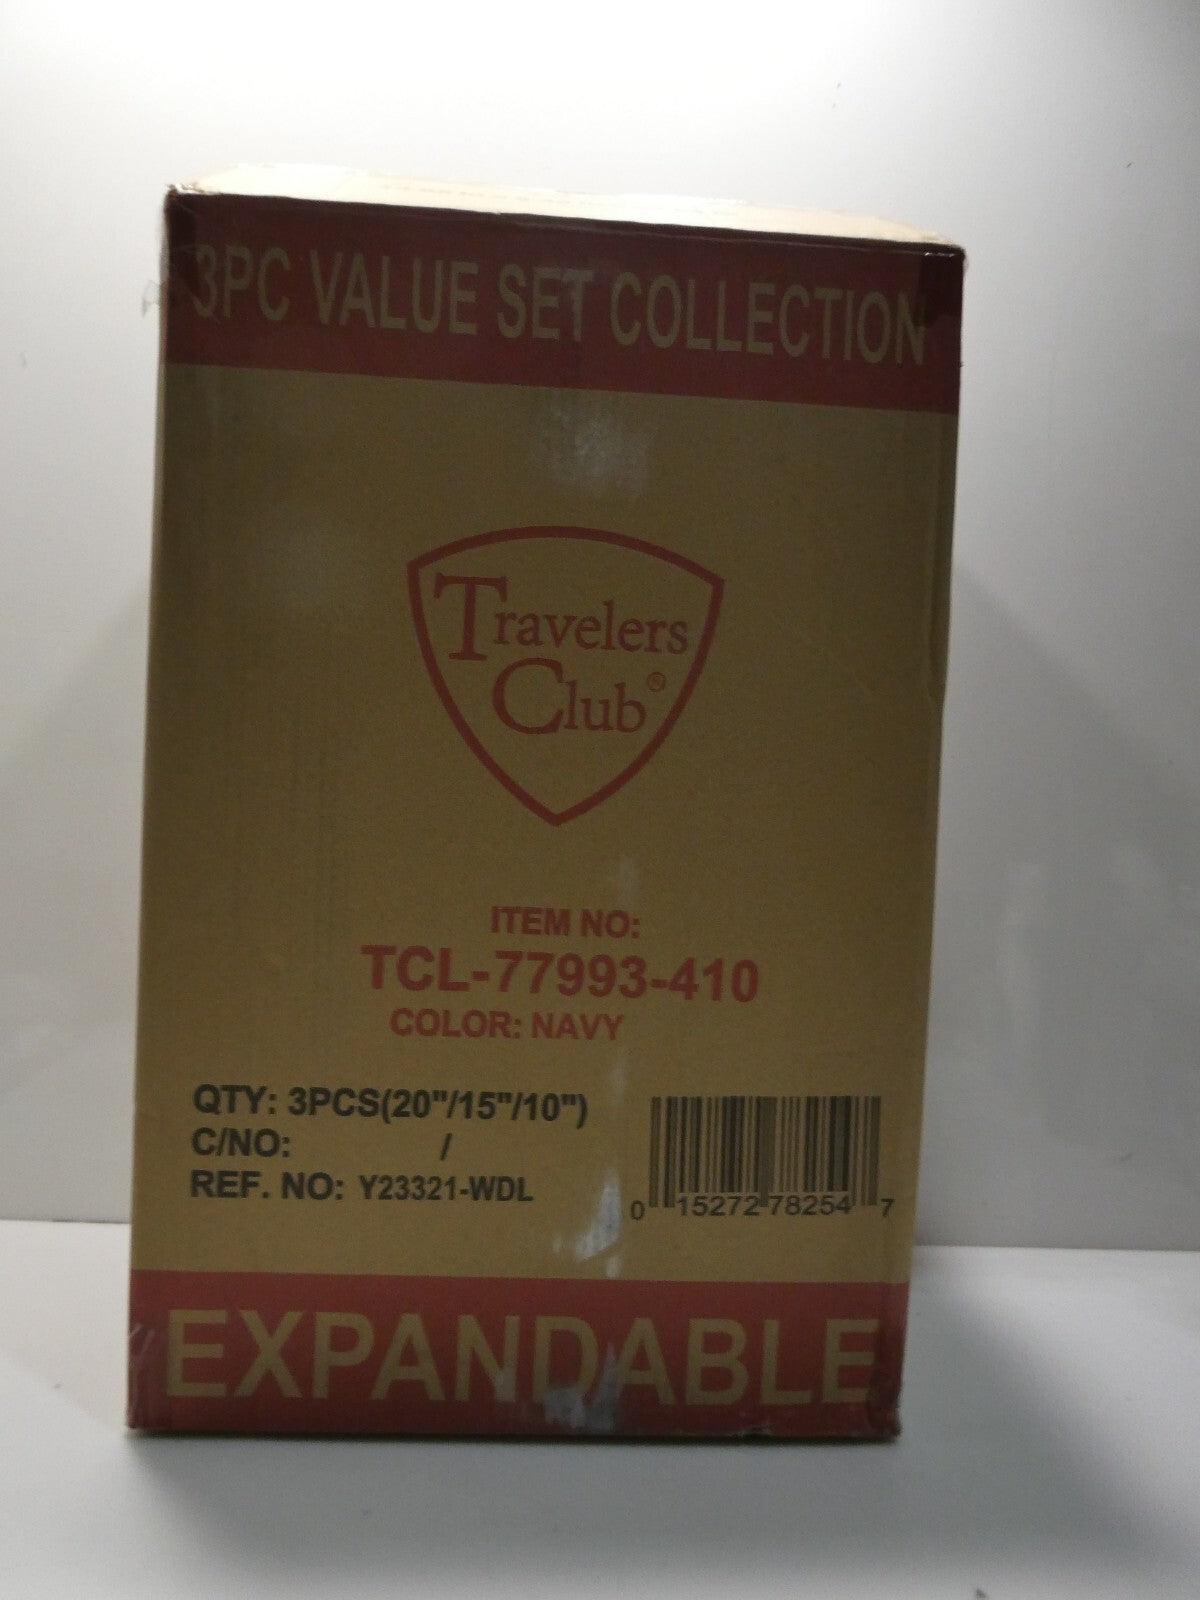 3PC VALUE SET COLLECTION
Travelers
Club®
ITEM NO:
TCL-77993-410
COLOR: NAVY
QTY: 3PCS(20"/15"/10")
C/NO: /
REF. NO: Y23321-WDL
0 15272 78254 7
EXPANDABLE